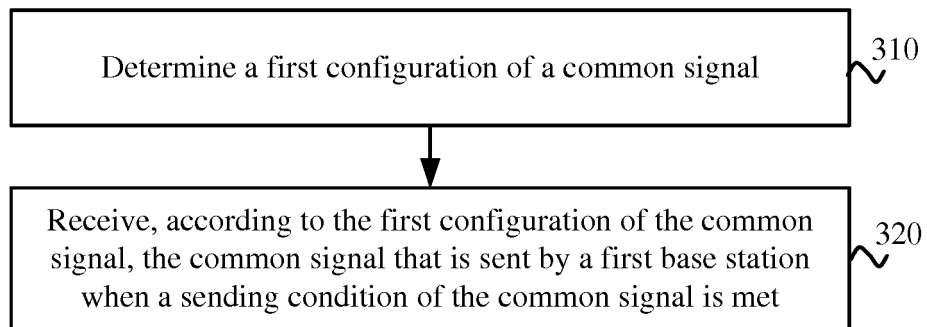 Determine a first configuration of a common signal
310
Receive, according to the first configuration of the common
signal, the common signal that is sent by a first base station
when a sending condition of the common signal is met
320